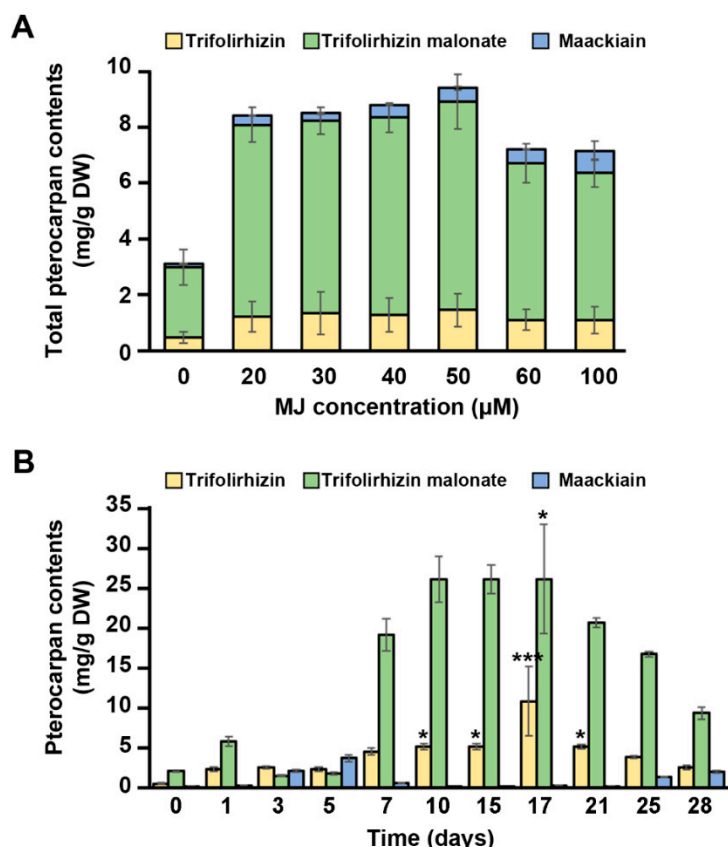 A
Trifolirhizin Trifolirhizin malonate Maackiain
Total pterocarpan contents
(mg/g DW)
10
8
6
4
2
0
0 20 30 40 50 60 100
MJ concentration (µM)
B
Trifolirhizin Trifolirhizin malonate Maackiain
Pterocarpan contents
(mg/g DW)
35
30
25
20
15
10
5
0
*
***
* * *
0 1 3 5 7 10 15 17 21 25 28
Time (days)